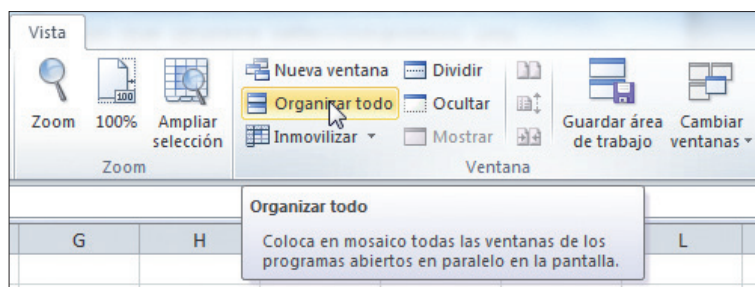 Vista
Nueva ventana
Dividir
Organizar todo
Ocultar
Inmovilizar
Mostrar
Zoom
100
100%
Ampliar
selección
Guardar área
de trabajo
Cambiar
ventanas
Zoom
Ventana
Organizar todo
Coloca en mosaico todas las ventanas de los
programas abiertos en paralelo en la pantalla.
G
H
L